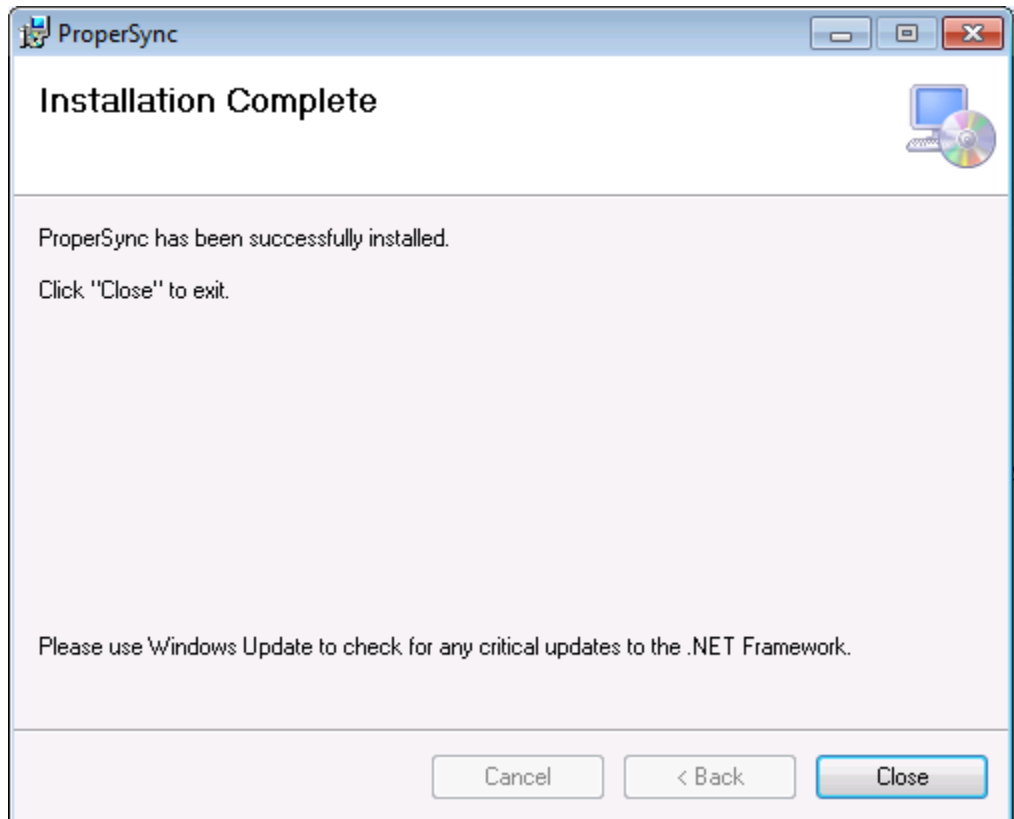 ProperSync
Installation Complete
ProperSync has been successfully installed.
Click "Close" to exit.
Please use Windows Update to check for any critical updates to the .NET Framework.
Cancel
< Back
Close